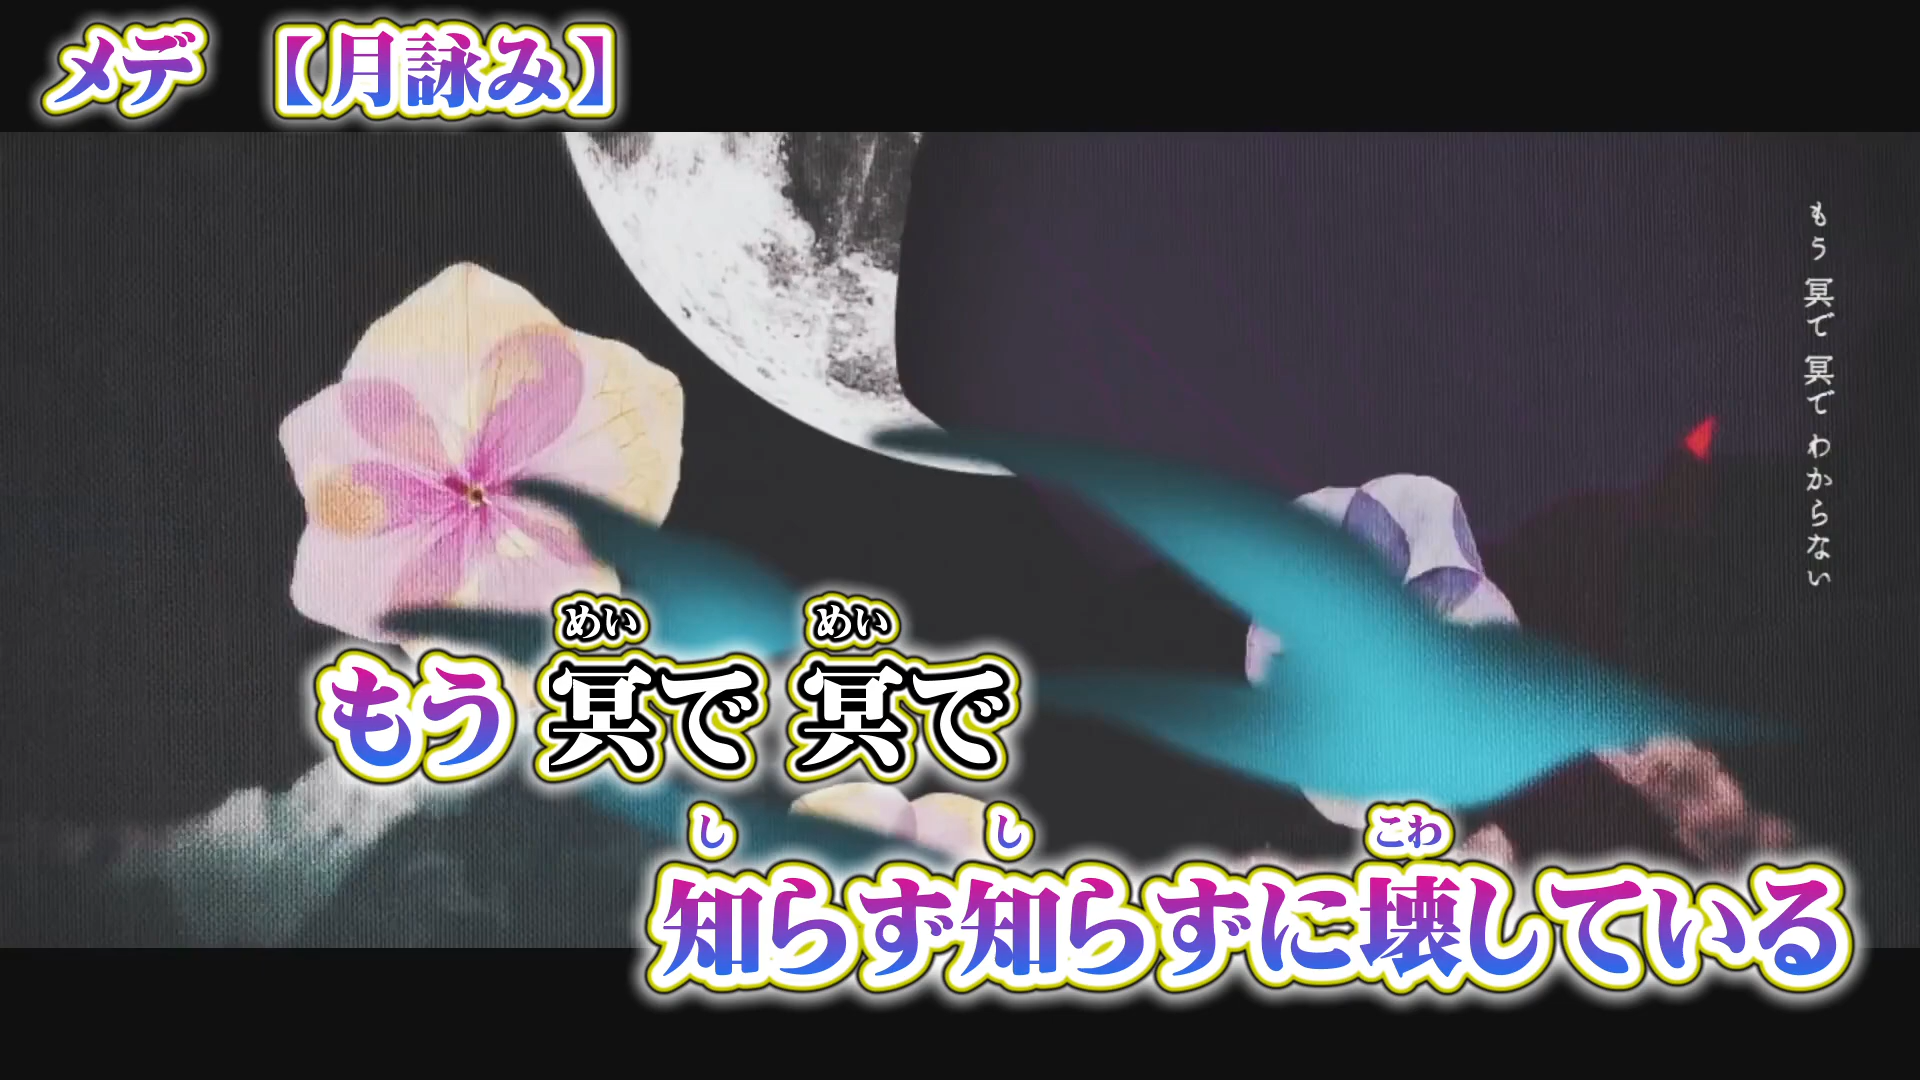 メデ 【月詠み】
もう 冥で 冥で わからない
めい めい
もう 冥で 冥で
し し こわ
知らず知らずに壊している